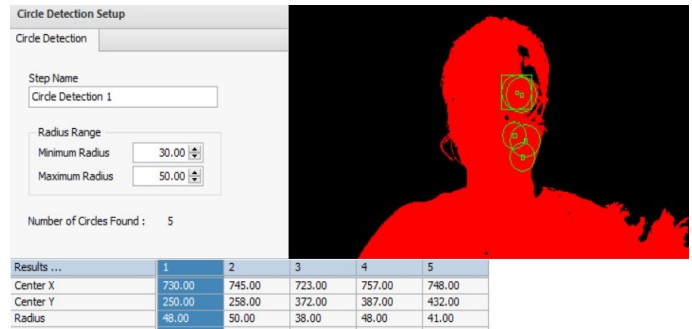 Circle Detection Setup
Circle Detection
Step Name
Circle Detection 1
Radius Range
Minimum Radius 30.00
Maximum Radius 50.00
Number of Circles Found : 5
Results ... 1 2 3 4 5
Center X 730.00 745.00 723.00 757.00 748.00
Center Y 250.00 258.00 372.00 387.00 432.00
Radius 48.00 50.00 38.00 48.00 41.00